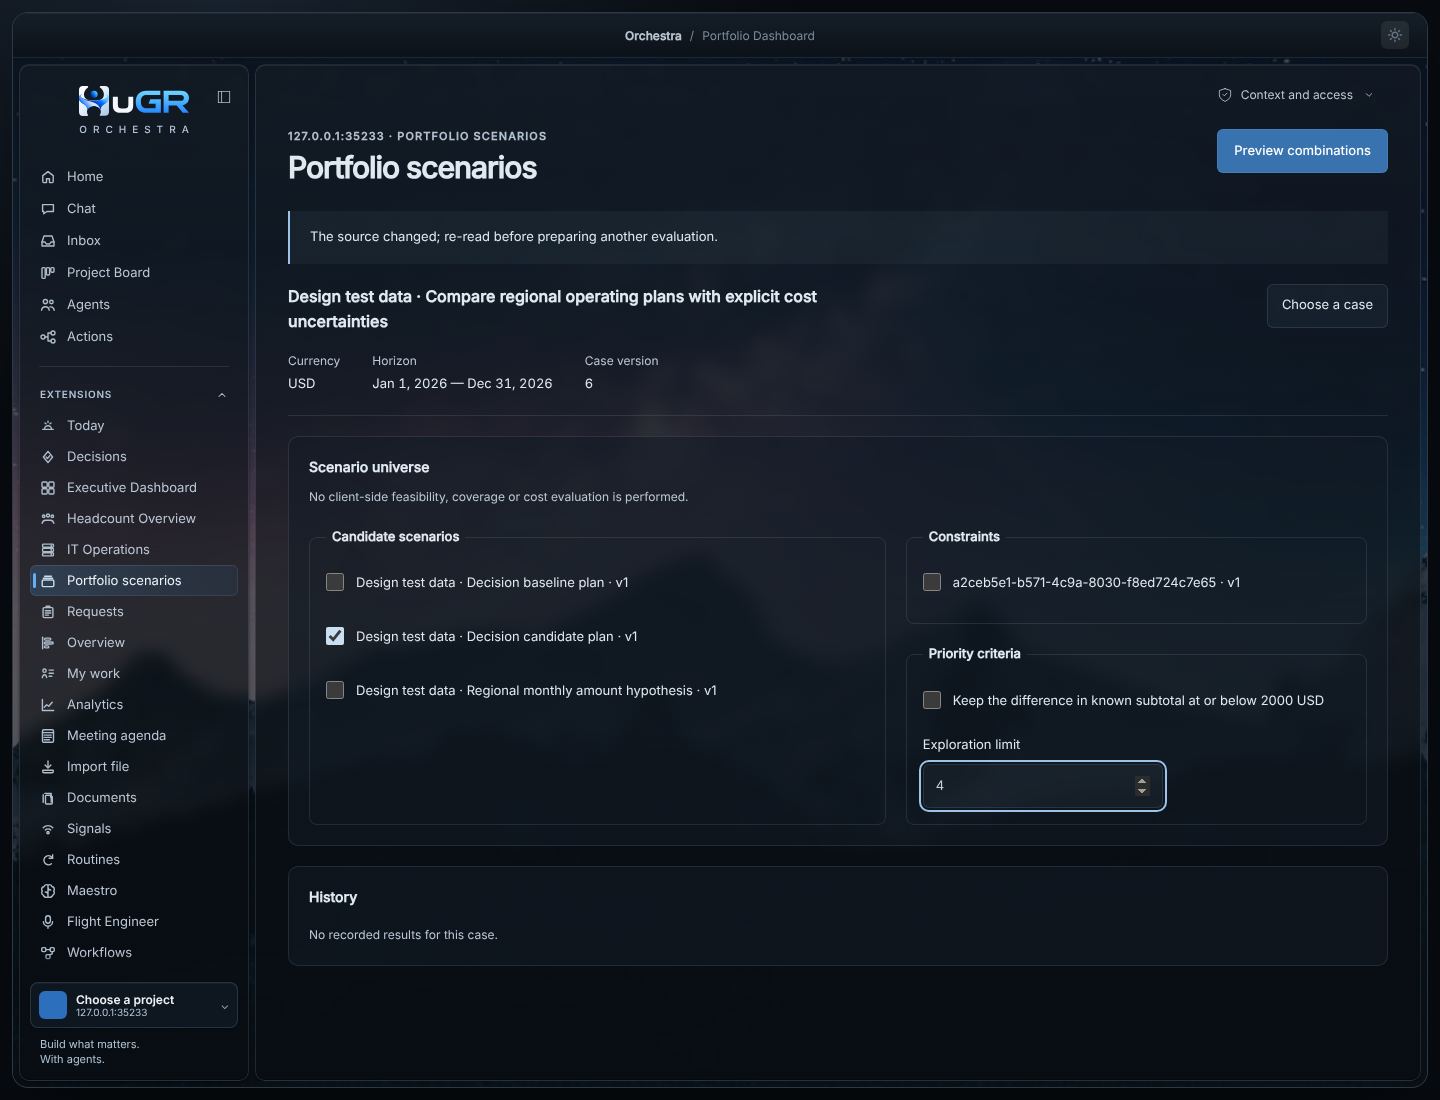 Orchestra / Portfolio Dashboard
HuGR
ORCHESTRA
Home
Chat
Inbox
Project Board
Agents
Actions
EXTENSIONS
Today
Decisions
Executive Dashboard
Headcount Overview
IT Operations
Portfolio scenarios
Requests
Overview
My work
Analytics
Meeting agenda
Import file
Documents
Signals
Routines
Maestro
Flight Engineer
Workflows
Choose a project
127.0.0.1:35233
Build what matters.
With agents.
Context and access
127.0.0.1:35233 · PORTFOLIO SCENARIOS
Portfolio scenarios
Preview combinations
The source changed; re-read before preparing another evaluation.
Design test data · Compare regional operating plans with explicit cost
uncertainties
Choose a case
Currency Horizon Case version
USD Jan 1, 2026 — Dec 31, 2026 6
Scenario universe
No client-side feasibility, coverage or cost evaluation is performed.
Candidate scenarios
Design test data · Decision baseline plan · v1
Design test data · Decision candidate plan · v1
Design test data · Regional monthly amount hypothesis · v1
Constraints
a2ceb5e1-b571-4c9a-8030-f8ed724c7e65 · v1
Priority criteria
Keep the difference in known subtotal at or below 2000 USD
Exploration limit
4
History
No recorded results for this case.